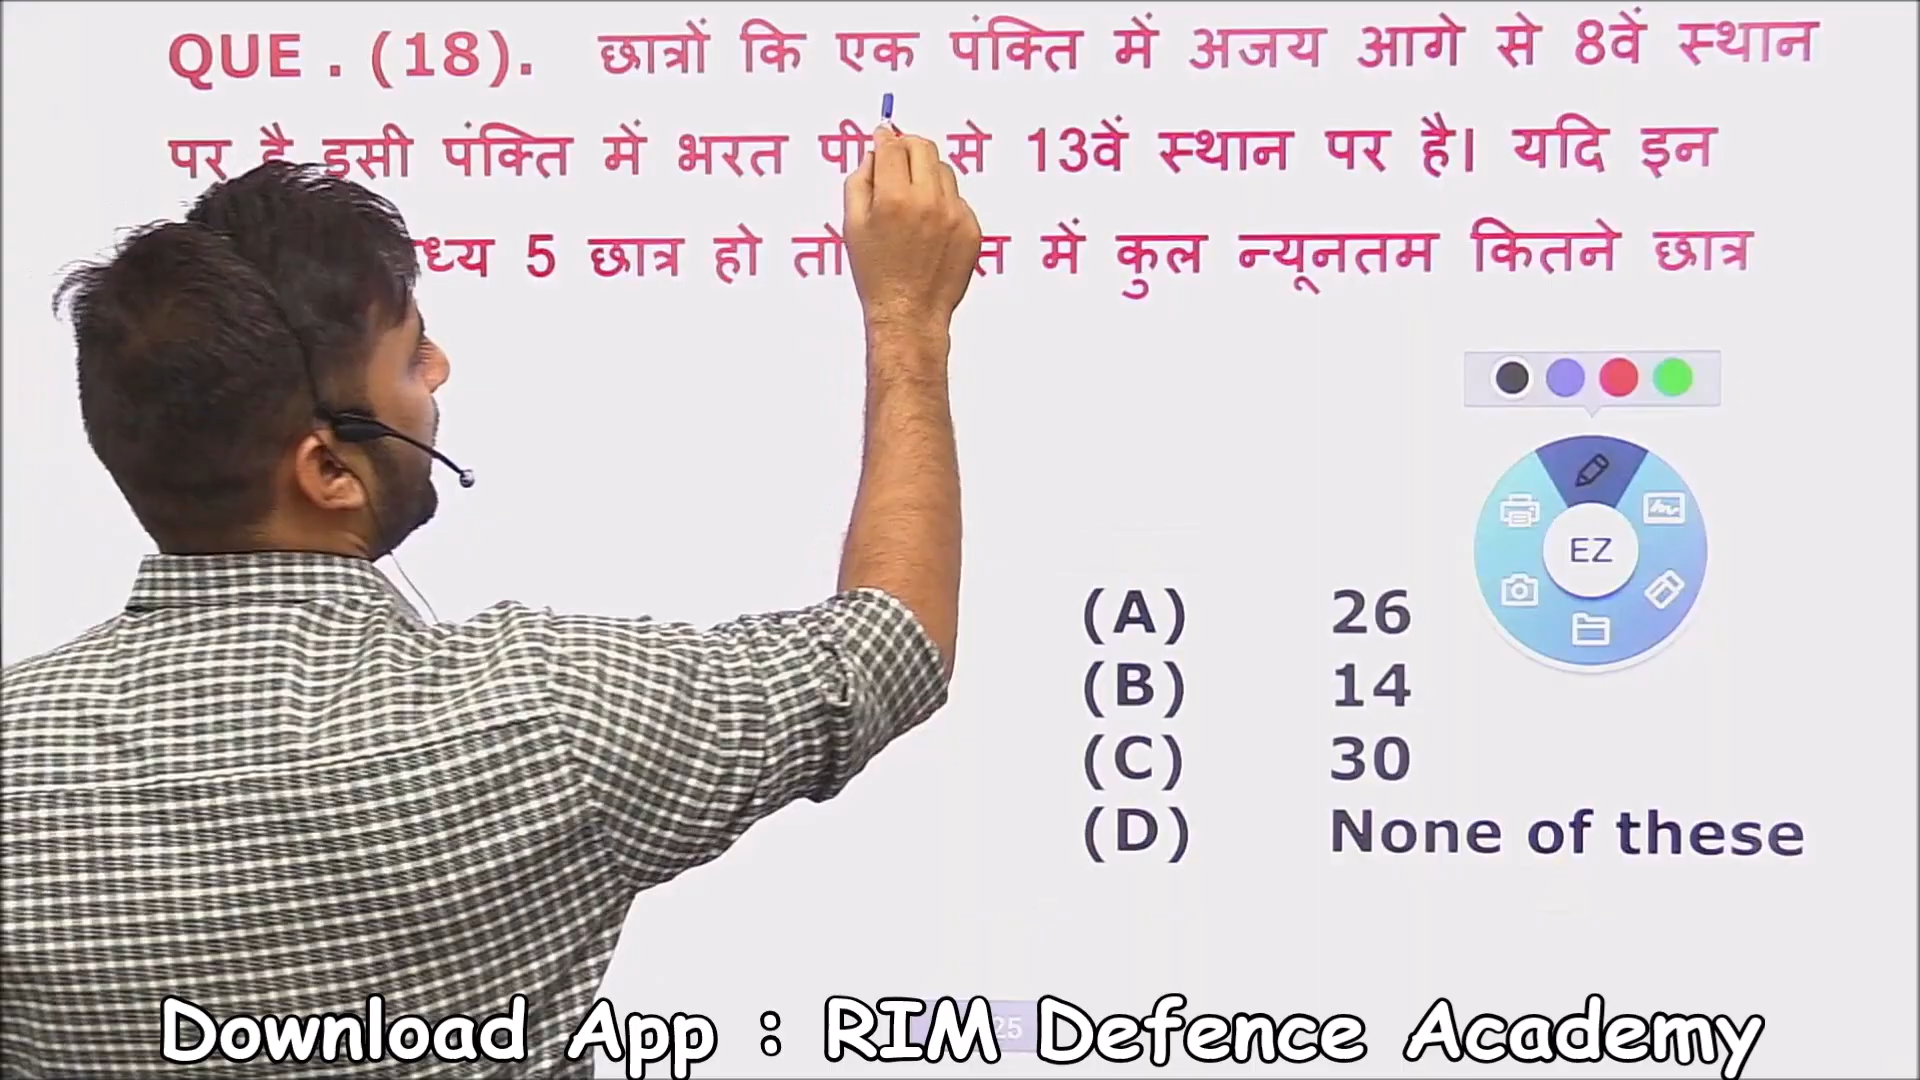 QUE . (18). छात्रों कि एक पंक्ति में अजय आगे से 8वें स्थान
पर है इसी पंक्ति में भरत से 13वें स्थान पर है। यदि इन
5 छात्र हो तो में कुल न्यूनतम कितने छात्र
EZ
(A) 26
(B) 14
(C) 30
(D) None of these
25
Download App : RIM Defence Academy